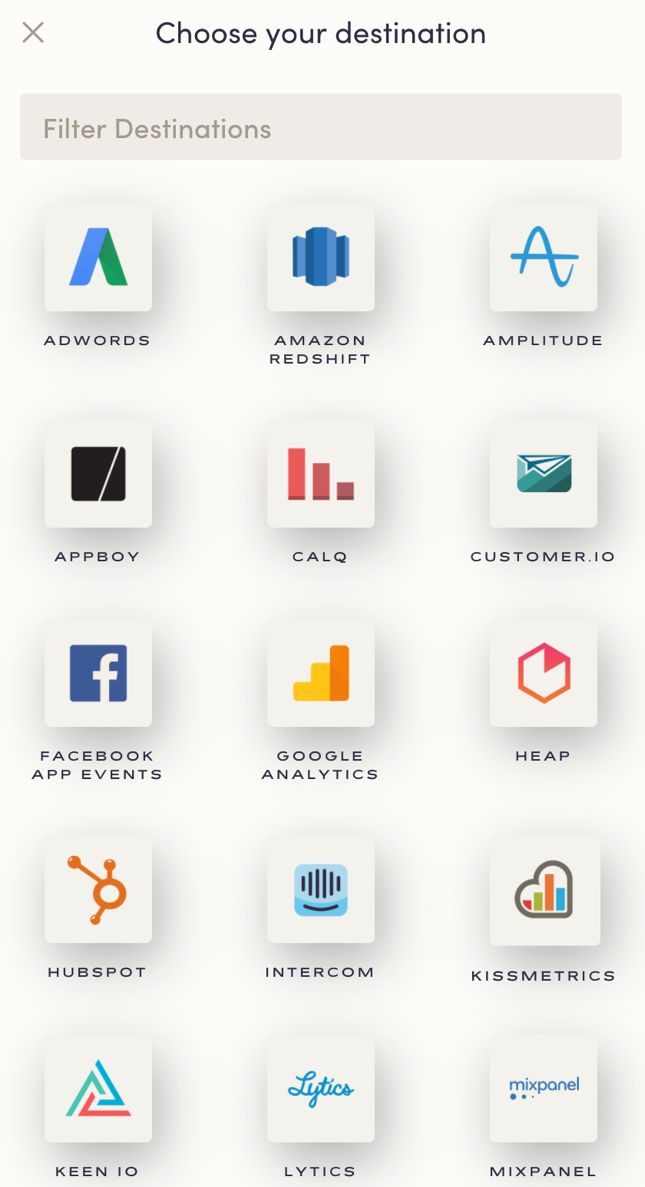 Choose your destination
Filter Destinations
ADWORDS
AMAZON
REDSHIFT
AMPLITUDE
APPBOY
CALQ
CUSTOMER.IO
FACEBOOK
APP EVENTS
GOOGLE
ANALYTICS
HEAP
HUBSPOT
INTERCOM
KISSMETRICS
Lytics
mixpanel
KEEN IO
LYTICS
MIXPANEL